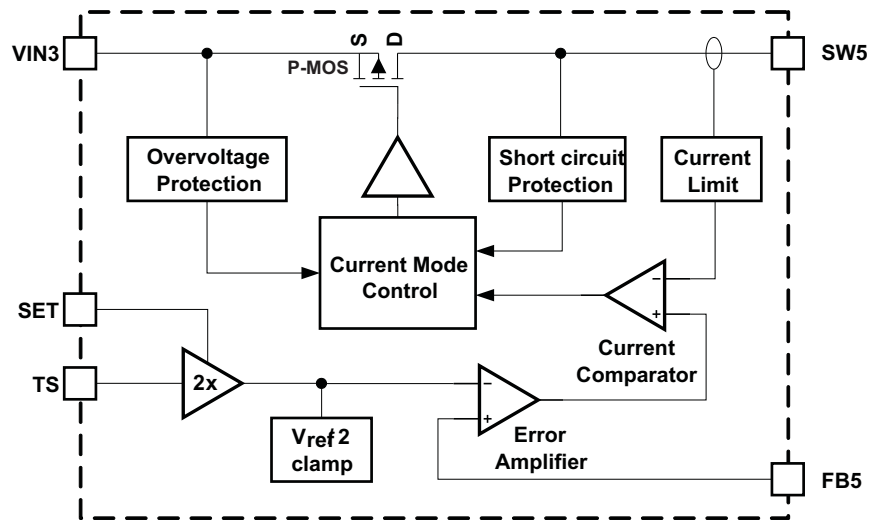 VIN3
S
D
SW5
P-MOS
Overvoltage
Protection
Short circuit
Protection
Current
Limit
Current Mode
Control
−
+
Current
Comparator
SET
TS
2x
Vref 2
clamp
−
+
Error
Amplifier
FB5